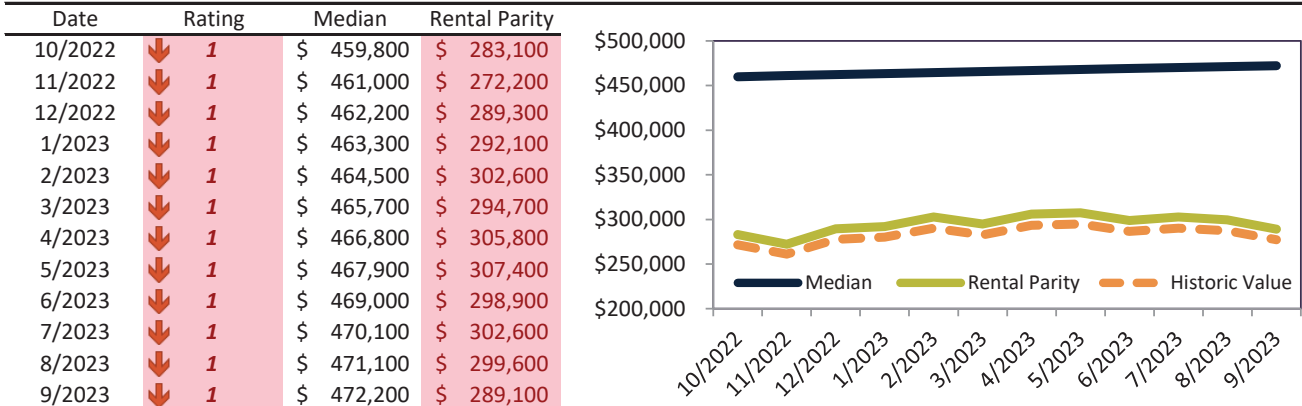 Date Rating Median Rental Parity
10/2022 1 $ 459,800 $ 283,100
11/2022 1 $ 461,000 $ 272,200
12/2022 1 $ 462,200 $ 289,300
1/2023 1 $ 463,300 $ 292,100
2/2023 1 $ 464,500 $ 302,600
3/2023 1 $ 465,700 $ 294,700
4/2023 1 $ 466,800 $ 305,800
5/2023 1 $ 467,900 $ 307,400
6/2023 1 $ 469,000 $ 298,900
7/2023 1 $ 470,100 $ 302,600
8/2023 1 $ 471,100 $ 299,600
9/2023 1 $ 472,200 $ 289,100
$500,000
$450,000
$400,000
$350,000
$300,000
$250,000
$200,000
Median Rental Parity Historic Value
10/2022 11/2022 12/2022 1/2023 2/2023 3/2023 4/2023 5/2023 6/2023 7/2023 8/2023 9/2023